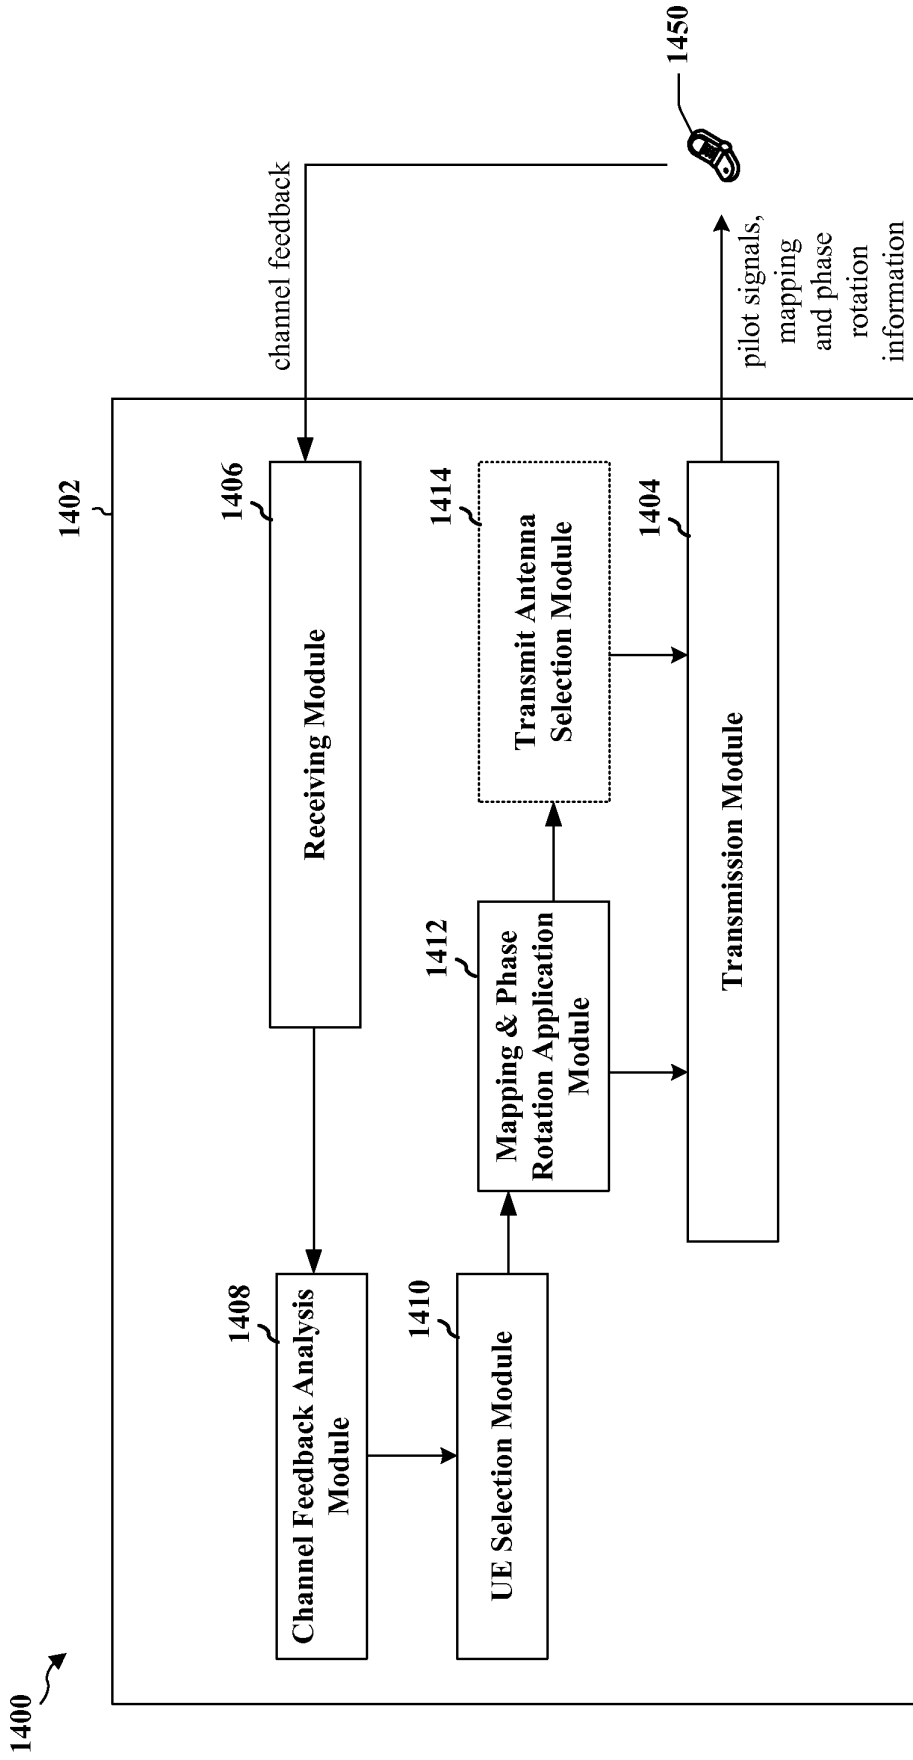 1400
1402
1408
Channel Feedback Analysis
Module
1406
Receiving Module
channel feedback
1410
UE Selection Module
1412
Mapping & Phase
Rotation Application
Module
1414
Transmit Antenna
Selection Module
1404
Transmission Module
1450
pilot signals,
mapping
and phase
rotation
information